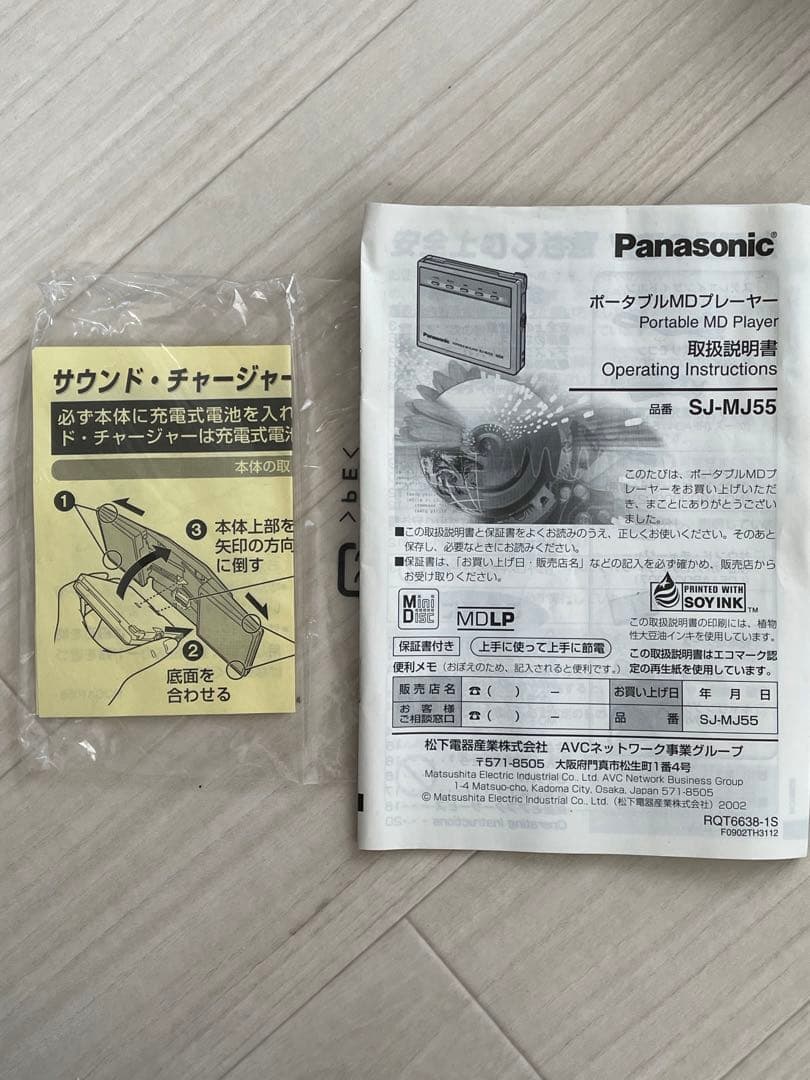 サウンド・チャージャー
必ず本体に充電式電池を入れ
ド・チャージャーは充電式電池
本体の取
1
3 本体上部を
矢印の方向
に倒す
2
底面を
合わせる
>PE<
Panasonic
ポータブルMDプレーヤー
Portable MD Player
取扱説明書
Operating Instructions
品番 SJ-MJ55
Panasonic
このたびは、ポータブルMDプ
レーヤーをお買い上げいただ
き、まことにありがとうござい
ました。
■この取扱説明書と保証書をよくお読みのうえ、正しくお使いください。そのあと
保存し、必要なときにお読みください。
■保証書は、「お買い上げ日・販売店名」などの記入を必ず確かめ、販売店から
お受け取りください。
Mini Disc
MDLP
PRINTED WITH
SOY INK™
この取扱説明書の印刷には、植物
性大豆油インキを使用しています。
この取扱説明書はエコマーク認
定の再生紙を使用しています。
保証書付き 上手に使って上手に節電
便利メモ（おぼえのため、記入されると便利です。）
販売店名 ☎（ ） － お買い上げ日 年 月 日
お客様
ご相談窓口 ☎（ ） － 品番 SJ-MJ55
松下電器産業株式会社 AVCネットワーク事業グループ
〒571-8505 大阪府門真市松生町1番4号
Matsushita Electric Industrial Co., Ltd. AVC Network Business Group
1-4 Matsuo-cho, Kadoma City, Osaka, Japan 571-8505
© Matsushita Electric Industrial Co., Ltd.（松下電器産業株式会社）2002
RQT6638-1S
F0902TH3112